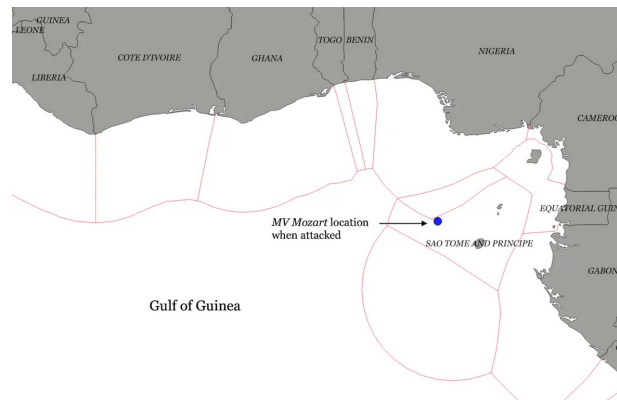 GUINEA
LEONE
LIBERIA
COTE D'IVOIRE
GHANA
TOGO
BENIN
NIGERIA
CAMEROO
MV Mozart location
when attacked
EQUATORIAL GUIN
SAO TOME AND PRINCIPE
GABON
Gulf of Guinea